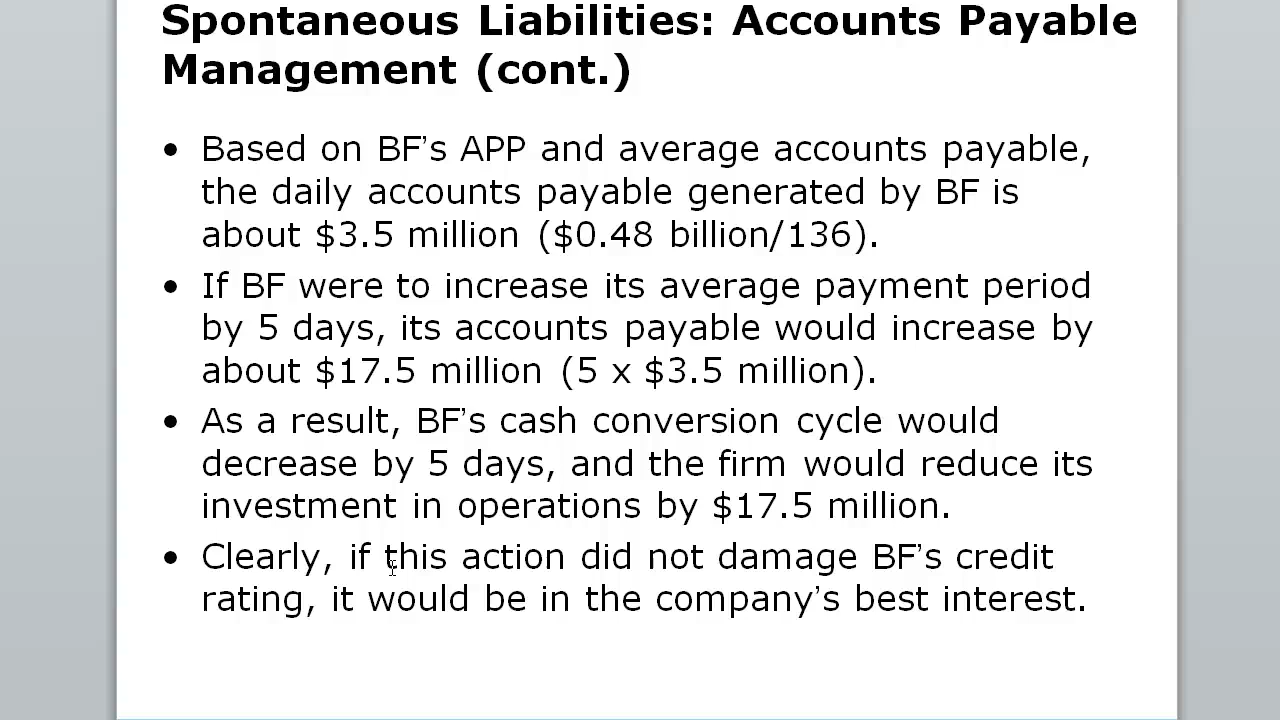 Spontaneous Liabilities: Accounts Payable
Management (cont.)
• Based on BF’s APP and average accounts payable,
the daily accounts payable generated by BF is
about $3.5 million ($0.48 billion/136).
• If BF were to increase its average payment period
by 5 days, its accounts payable would increase by
about $17.5 million (5 x $3.5 million).
• As a result, BF’s cash conversion cycle would
decrease by 5 days, and the firm would reduce its
investment in operations by $17.5 million.
• Clearly, if this action did not damage BF’s credit
rating, it would be in the company’s best interest.